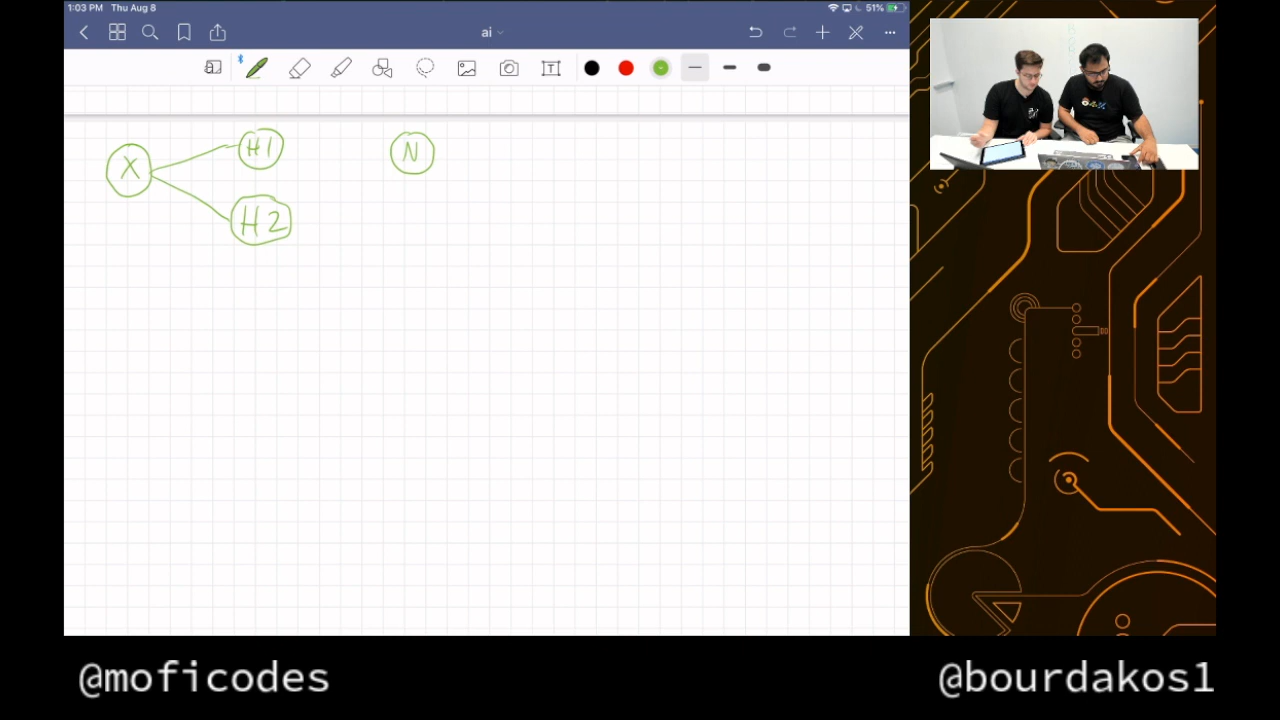 1:03 PM Thu Aug 8
51%
ai
T
X
H1
H2
N
@moficodes
@bourdakos1